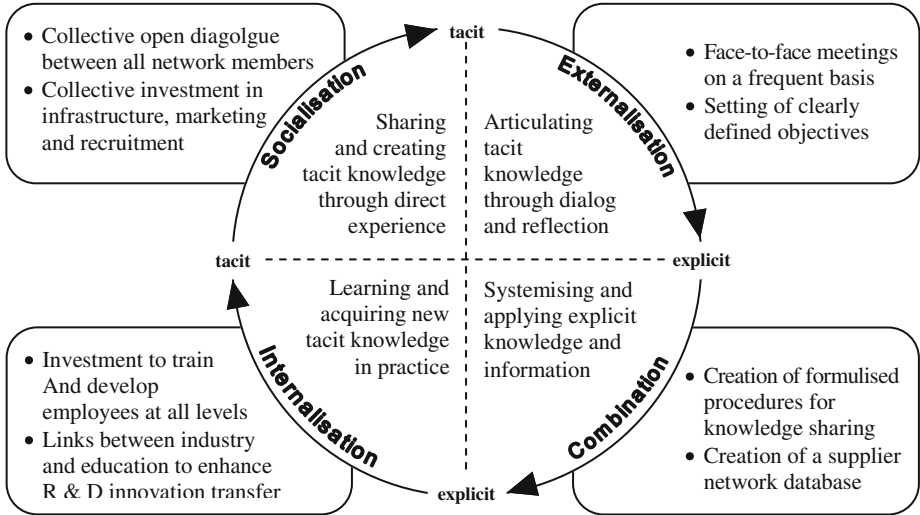 • Collective open diagolgue
between all network members
• Collective investment in
infrastructure, marketing
and recruitment
Socialisation
tacit
Externalisation
• Face-to-face meetings
on a frequent basis
• Setting of clearly
defined objectives
Sharing
and creating
tacit knowledge
through direct
experience
Articulating
tacit
knowledge
through dialog
and reflection
tacit
explicit
Learning and
acquiring new
tacit knowledge
in practice
Systemising and
applying explicit
knowledge and
information
• Investment to train
And develop
employees at all levels
• Links between industry
and education to enhance
R & D innovation transfer
Internalisation
explicit
Combination
• Creation of formulised
procedures for
knowledge sharing
• Creation of a supplier
network database